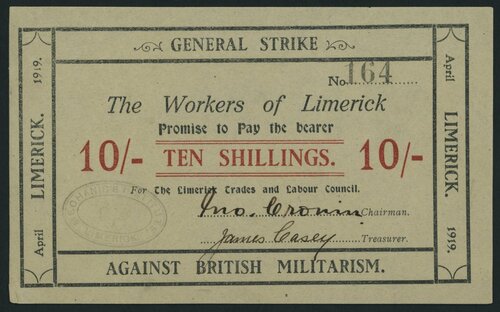 GENERAL STRIKE
No 164
The Workers of Limerick
Promise to Pay the bearer
10/- TEN SHILLINGS. 10/-
For The Limerick Trades and Labour Council.
Jno. Cronin Chairman.
James Casey Treasurer.
AGAINST BRITISH MILITARISM.
April LIMERICK. 1919.
April LIMERICK. 1919.